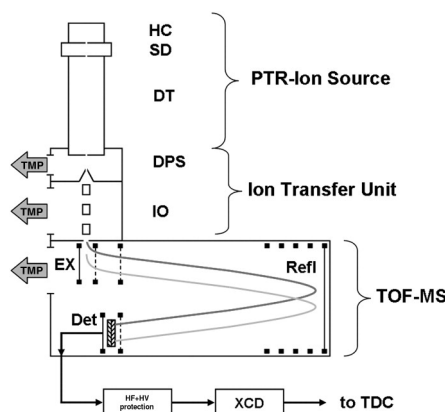 HC
SD
PTR-Ion Source
DT
DPS
TMP
Ion Transfer Unit
IO
TMP
TMP
EX
Refl
TOF-MS
Det
HF+HV
protection
XCD
to TDC